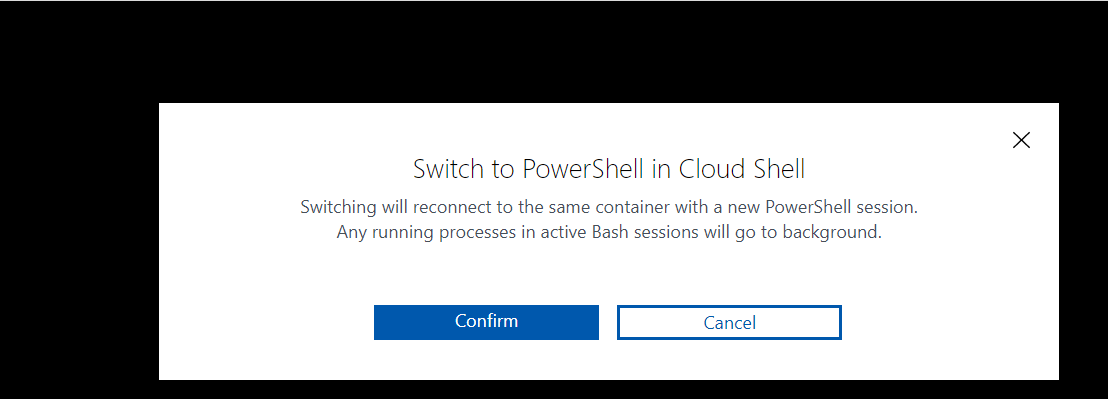 Switch to PowerShell in Cloud Shell
Switching will reconnect to the same container with a new PowerShell session.
Any running processes in active Bash sessions will go to background.
Confirm
Cancel